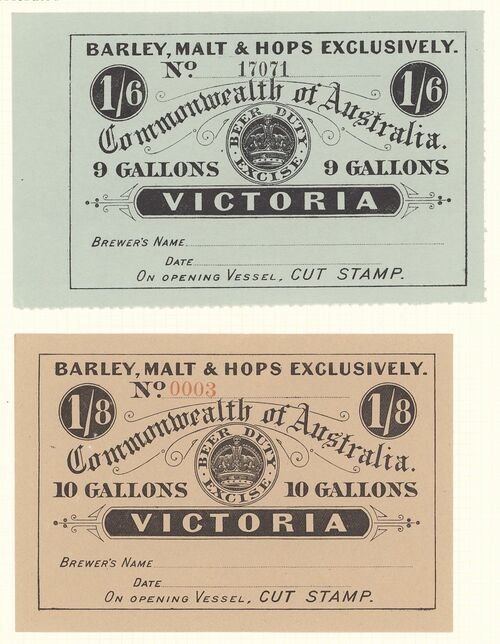 BARLEY, MALT & HOPS EXCLUSIVELY.
Nº 17071
1/6 1/6
Commonwealth of Australia.
BEER DUTY
EXCISE
9 GALLONS 9 GALLONS
VICTORIA
BREWER'S NAME
DATE
ON OPENING VESSEL, CUT STAMP.
BARLEY, MALT & HOPS EXCLUSIVELY.
Nº 0003
1/8 1/8
Commonwealth of Australia.
BEER DUTY
EXCISE
10 GALLONS 10 GALLONS
VICTORIA
BREWER'S NAME
DATE
ON OPENING VESSEL, CUT STAMP.